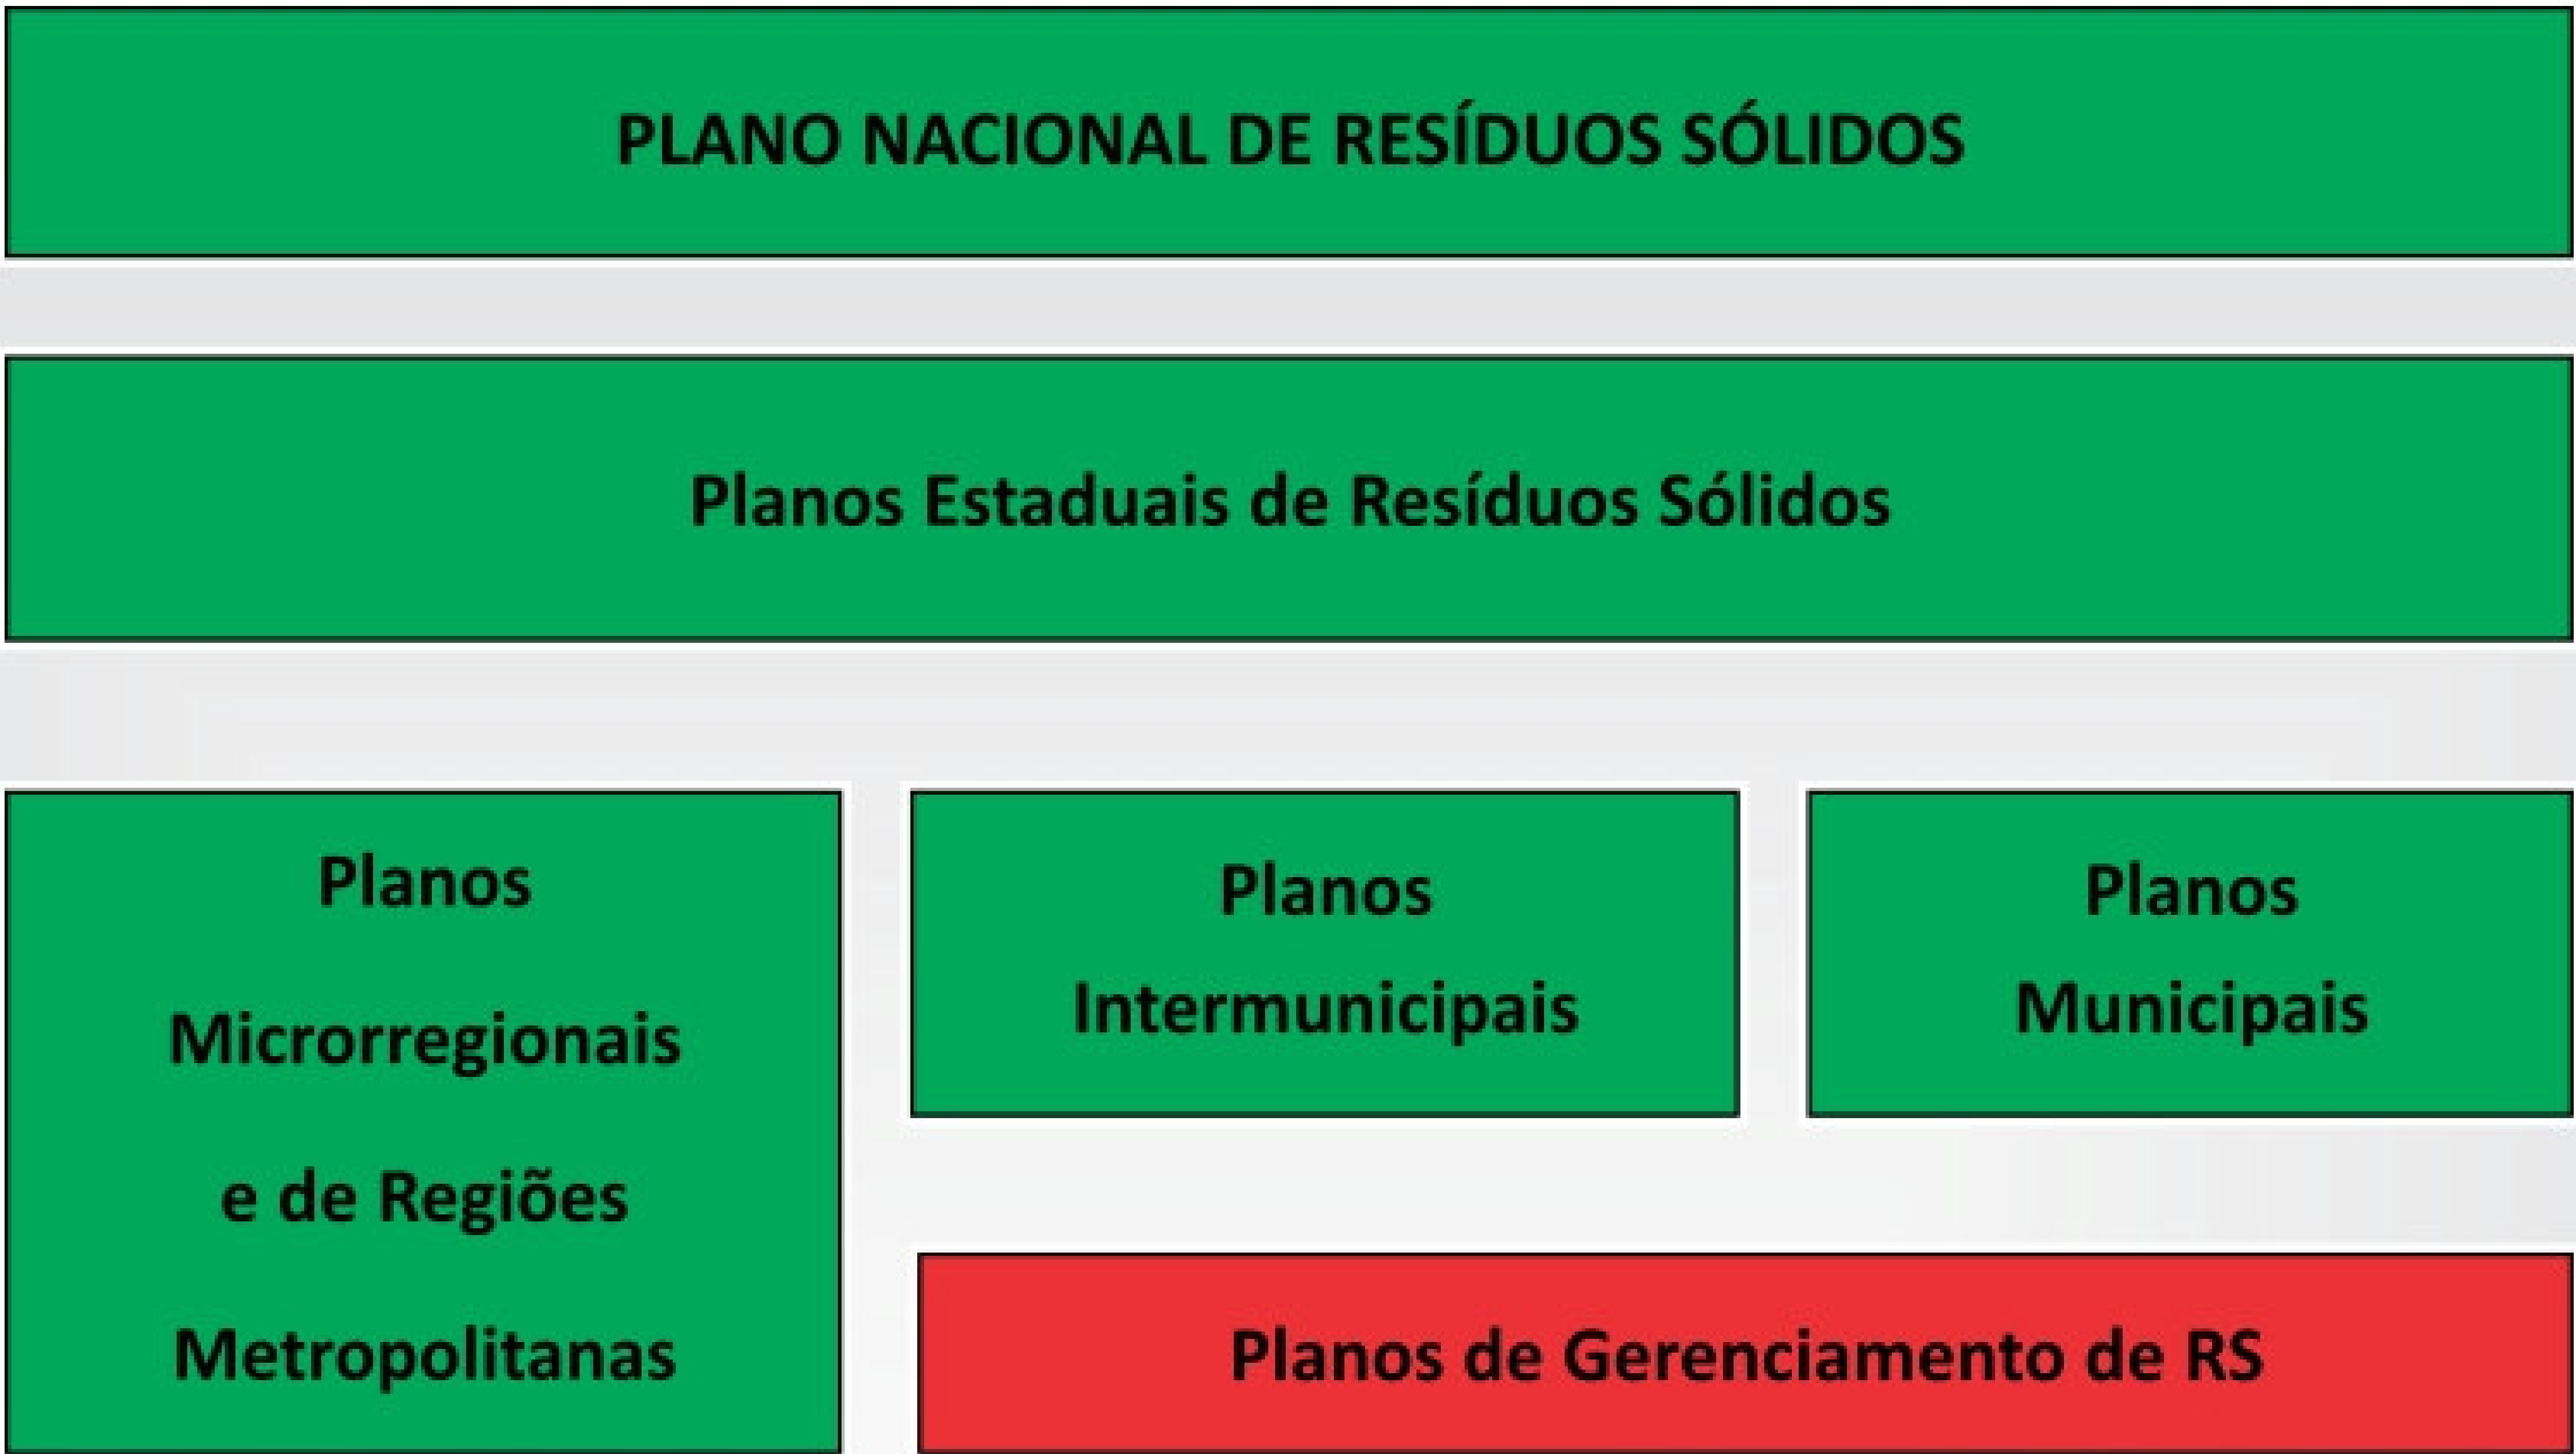 PLANO NACIONAL DE RESÍDUOS SÓLIDOS
Planos Estaduais de Resíduos Sólidos
Planos
Microrregionais
e de Regiões
Metropolitanas
Planos
Intermunicipais
Planos
Municipais
Planos de Gerenciamento de RS